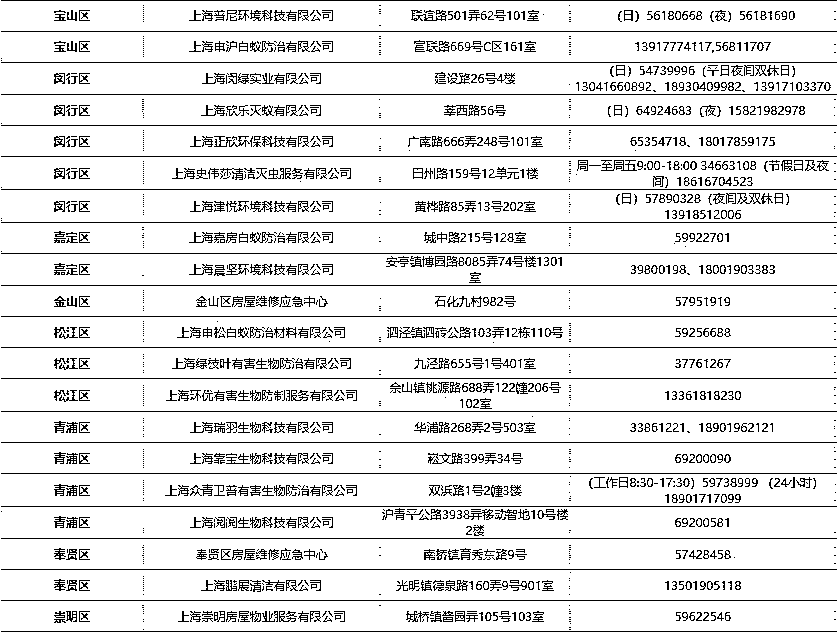 宝山区 上海普尼环境科技有限公司 联谊路501弄62号101室 (日) 56180668 (夜) 56181690
宝山区 上海申沪白蚁防治有限公司 富联路669号C区161室 13917774117,56811707
闵行区 上海闵绿实业有限公司 建设路26号4楼 (日) 54739996 (平日夜间双休日)
13041660892、18930409982、13917103370
闵行区 上海欣乐灭蚁有限公司 莘西路56号 (日) 64924683 (夜) 15821982978
闵行区 上海正欣环保科技有限公司 广南路666弄248号101室 65354718、18017859175
闵行区 上海史伟莎清洁灭虫服务有限公司 日州路159号12单元1楼 周一至周五9:00-18:00 34663108 (节假日及夜
间) 18616704523
闵行区 上海津悦环境科技有限公司 黄桦路85弄13号202室 (日) 57890328 (夜间及双休日)
13918512006
嘉定区 上海嘉房白蚁防治有限公司 城中路215号128室 59922701
嘉定区 上海晨坚环境科技有限公司 安亭镇博园路8085弄74号楼1301
室 39800198、18001903383
金山区 金山区房屋维修应急中心 石化九村982号 57951919
松江区 上海申松白蚁防治材料有限公司 泗泾镇泗砖公路103弄12栋110号 59256688
松江区 上海绿枝叶有害生物防治有限公司 九泾路655号1号401室 37761267
松江区 上海环优有害生物防制服务有限公司 佘山镇桃源路688弄122幢206号
102室 13361818230
青浦区 上海瑞羽生物科技有限公司 华浦路268弄2号503室 33861221、18901962121
青浦区 上海靠宝生物科技有限公司 崧文路399弄34号 69200090
青浦区 上海众青卫普有害生物防治有限公司 双浜路1号2幢3楼 (工作日8:30-17:30) 59738999 (24小时)
18901717099
青浦区 上海阅阅生物科技有限公司 沪青平公路3938弄移动智地10号楼
2楼 69200581
奉贤区 奉贤区房屋维修应急中心 南桥镇育秀东路9号 57428458
奉贤区 上海鹏展清洁有限公司 光明镇德泉路160弄9号901室 13501905118
崇明区 上海崇明房屋物业服务有限公司 城桥镇酱园弄105号103室 59622546